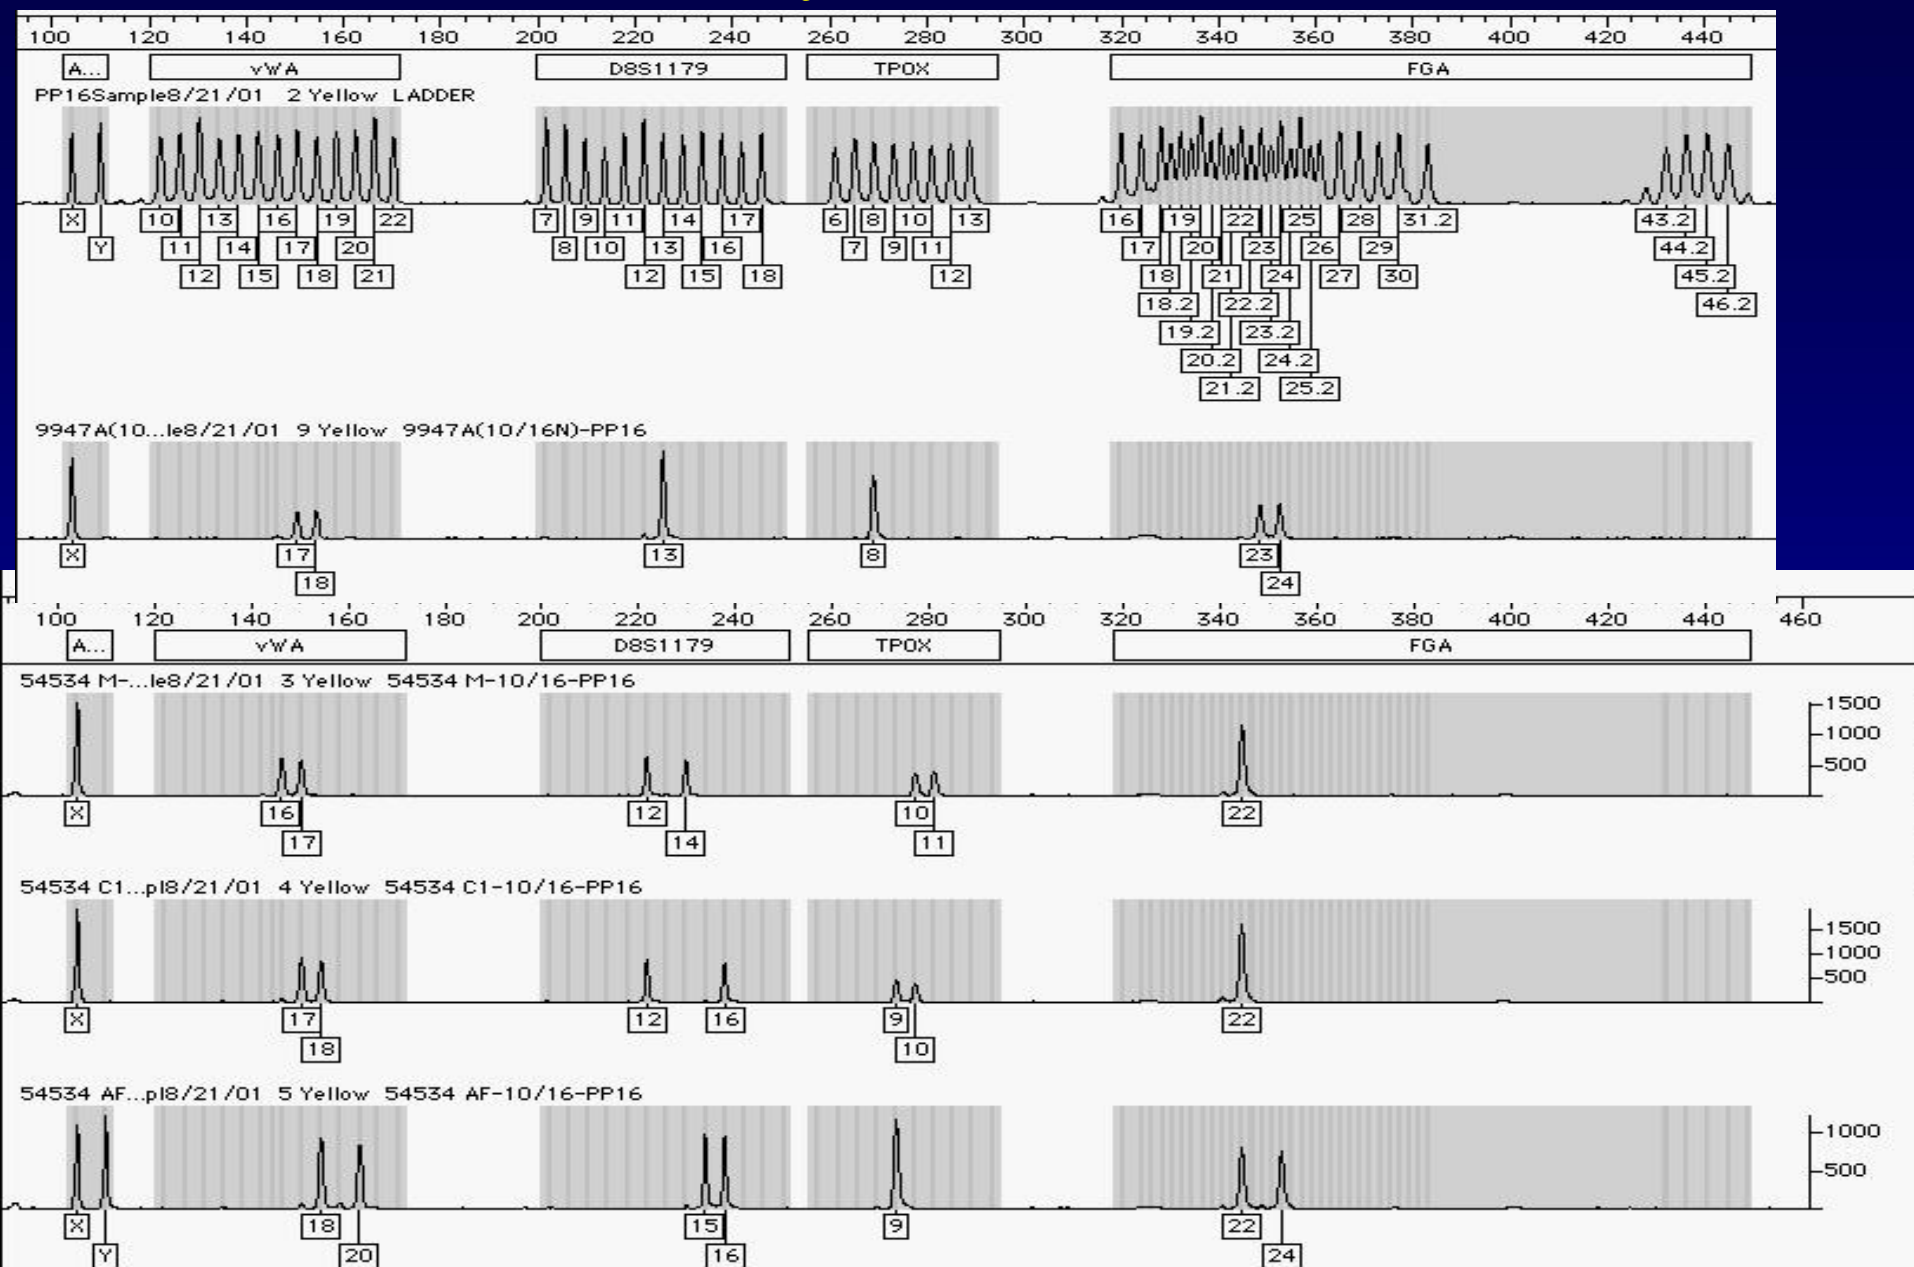 100 120 140 160 180 200 220 240 260 280 300 320 340 360 380 400 420 440
A... vWA D8S1179 TPOX FGA
PP16Sample8/21/01 2 Yellow LADDER
X 10 13 16 19 22 7 9 11 14 17 6 8 10 13 16 19 22 25 28 31.2 43.2
Y 11 14 17 20 8 10 13 16 7 9 11 17 20 23 26 29 44.2
12 15 18 21 12 15 18 12 18 21 24 27 30 45.2
18.2 22.2 46.2
19.2 23.2
20.2 24.2
21.2 25.2
9947A(10...le8/21/01 9 Yellow 9947A(10/16N)-PP16
X 17 13 8 23
18 24
100 120 140 160 180 200 220 240 260 280 300 320 340 360 380 400 420 440 460
A... vWA D8S1179 TPOX FGA
54534 M-...le8/21/01 3 Yellow 54534 M-10/16-PP16
1500
1000
500
X 16 12 10 22
17 14 11
54534 C1...pl8/21/01 4 Yellow 54534 C1-10/16-PP16
1500
1000
500
X 17 12 16 9 22
18 10
54534 AF...pl8/21/01 5 Yellow 54534 AF-10/16-PP16
1000
500
X 18 15 9 22
Y 20 16 24